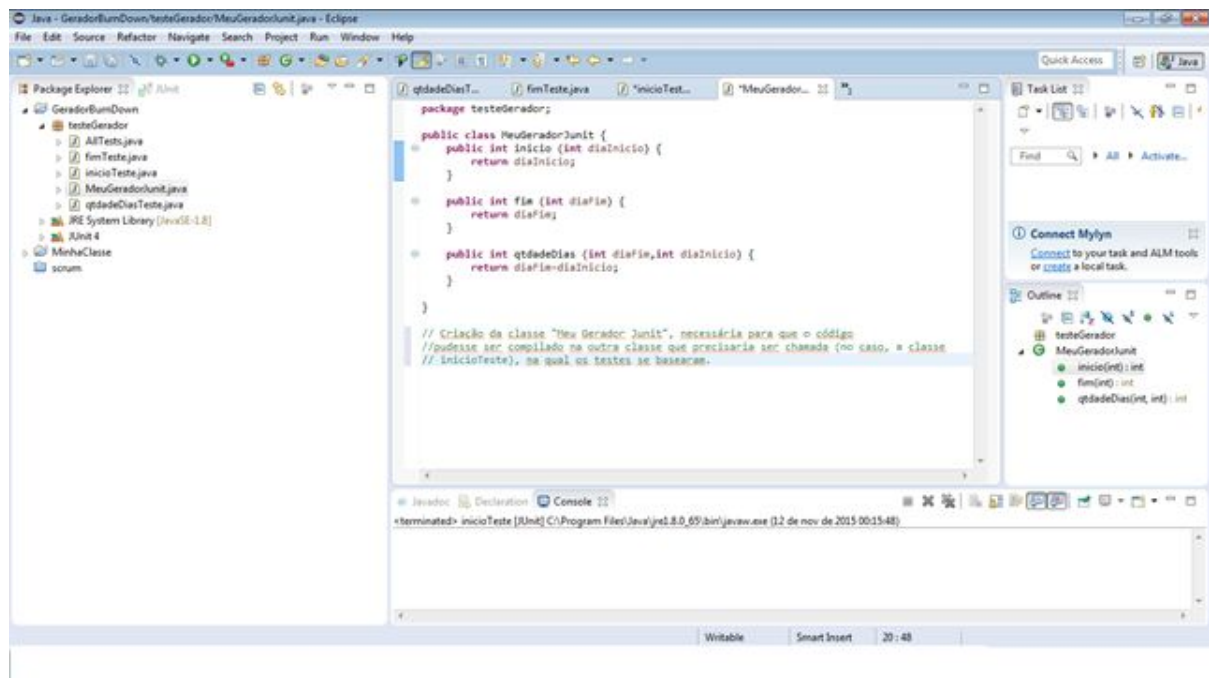 Java - GeradorBurnDown/testeGerador/MeuGeradorJunit.java - Eclipse
File Edit Source Refactor Navigate Search Project Run Window Help
Quick Access
Java
Package Explorer
JUnit
GeradorBurnDown
testeGerador
AllTests.java
fimTeste.java
inicioTeste.java
MeuGeradorJunit.java
qtdadeDiasTeste.java
JRE System Library [JavaSE-1.8]
JUnit 4
MinhaClasse
scrum
qtdadeDiasT...
fimTeste.java
*inicioTest...
*MeuGerador...
package testeGerador;
public class MeuGeradorJunit {
public int inicio (int diaInicio) {
return diaInicio;
}
public int fim (int diaFim) {
return diaFim;
}
public int qtdadeDias (int diaFim,int diaInicio) {
return diaFim-diaInicio;
}
}
// Criação da classe "Meu Gerador Junit", necessária para que o código
//pudesse ser compilado na outra classe que precisaria ser chamada (no caso, a classe
// inicioTeste), na qual os testes se basearam.
Task List
Find
All
Activate...
Connect Mylyn
Connect to your task and ALM tools
or create a local task.
Outline
testeGerador
MeuGeradorJunit
inicio(int) : int
fim(int) : int
qtdadeDias(int, int) : int
Javadoc
Declaration
Console
<terminated> inicioTeste [JUnit] C:\Program Files\Java\jre1.8.0_65\bin\javaw.exe (12 de nov de 2015 00:15:48)
Writable
Smart Insert
20 : 48